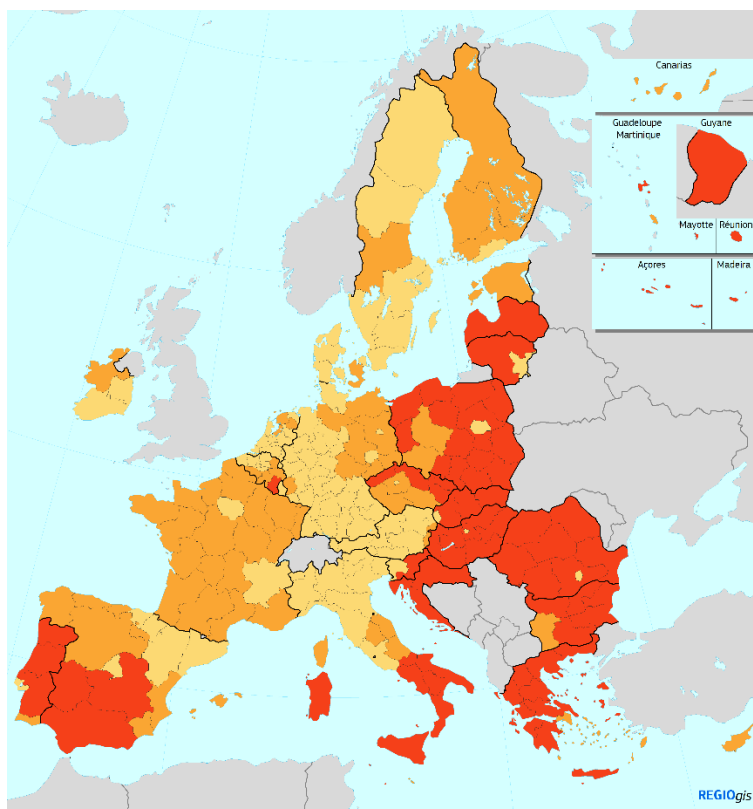 Canarias
Guadeloupe
Martinique
Guyane
Mayotte
Réunion
Açores
Madeira
REGIOgis